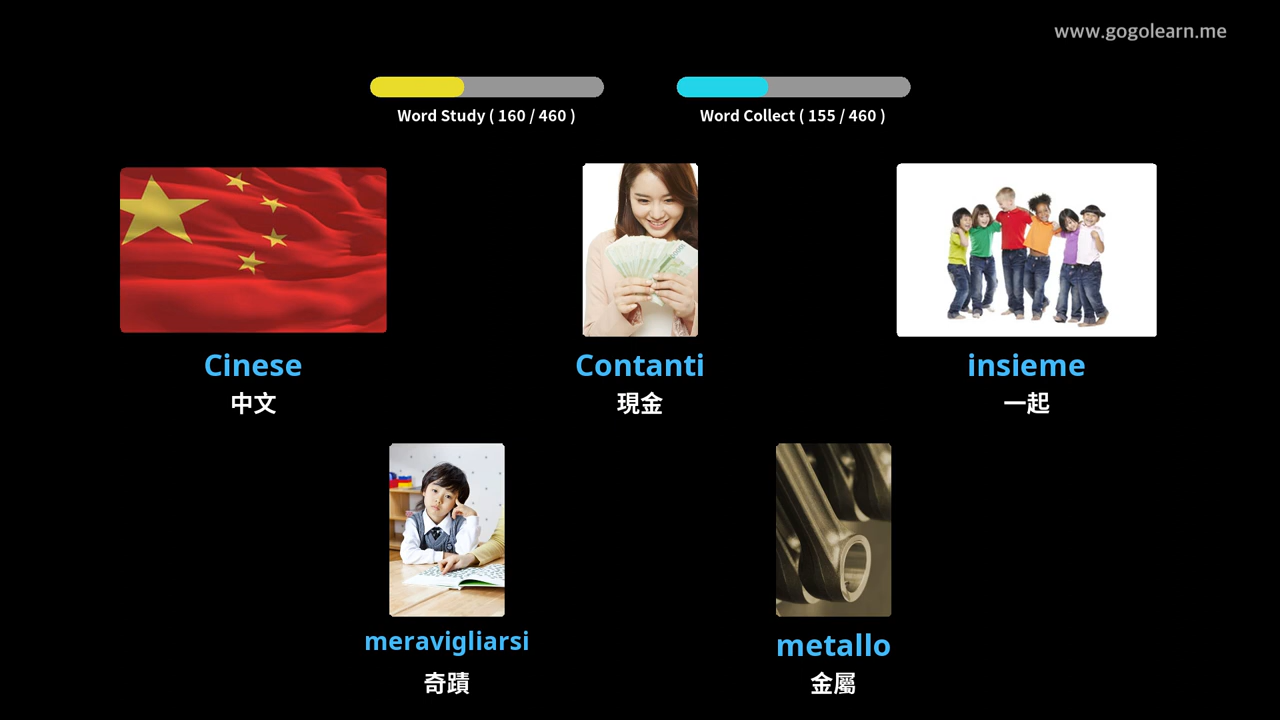 www.gogolearn.me
Word Study ( 160 / 460 )
Word Collect ( 155 / 460 )
Cinese
中文
Contanti
現金
insieme
一起
meravigliarsi
奇蹟
metallo
金屬